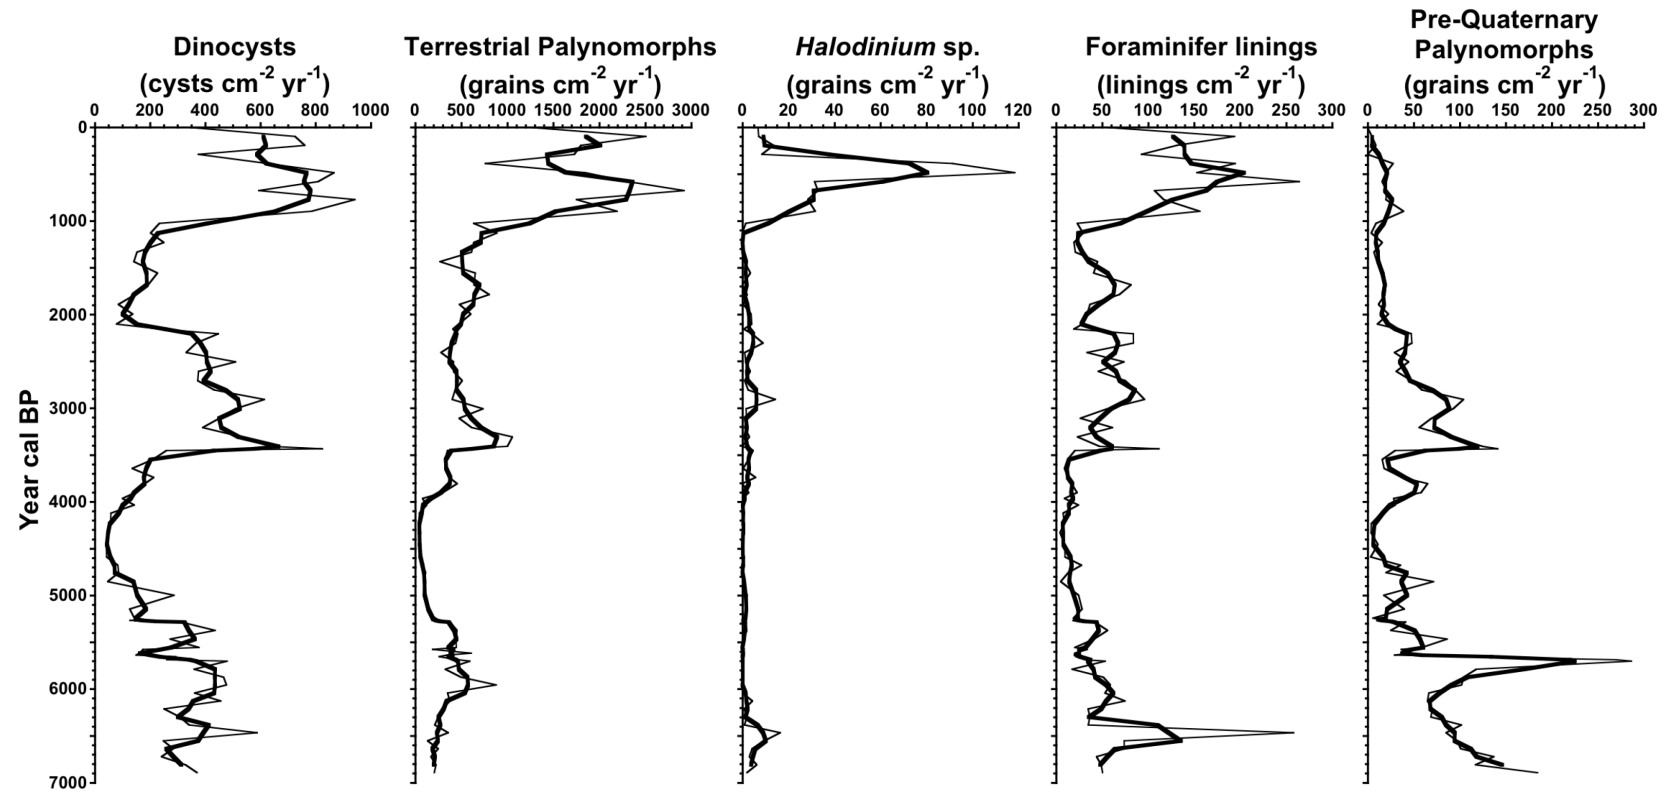 Dinocysts
(cysts cm-2 yr-1)
Terrestrial Palynomorphs
(grains cm-2 yr-1)
Halodinium sp.
(grains cm-2 yr-1)
Foraminifer linings
(linings cm-2 yr-1)
Pre-Quaternary
Palynomorphs
(grains cm-2 yr-1)
0 200 400 600 800 1000
0 500 1000 1500 2000 2500 3000
0 20 40 60 80 100 120
0 50 100 150 200 250 300
0 50 100 150 200 250 300
Year cal BP
0
1000
2000
3000
4000
5000
6000
7000